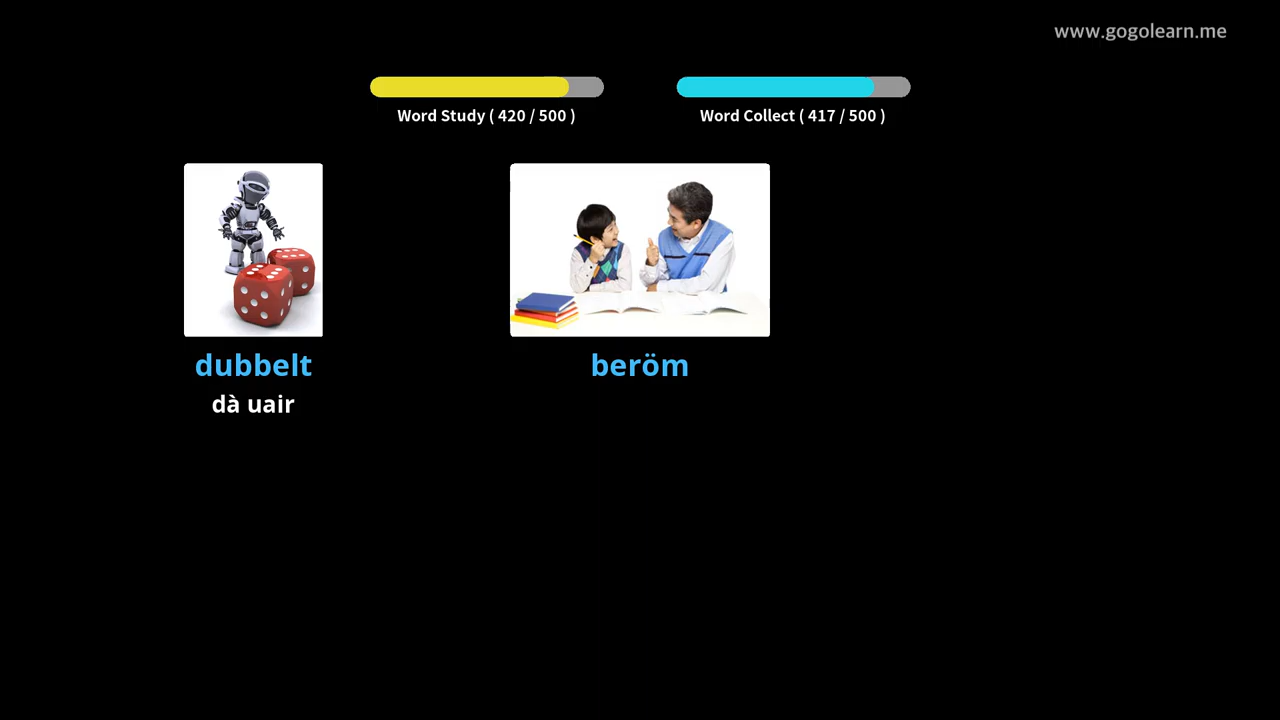 www.gogolearn.me
Word Study ( 420 / 500 )
Word Collect ( 417 / 500 )
dubbelt
dà uair
beröm